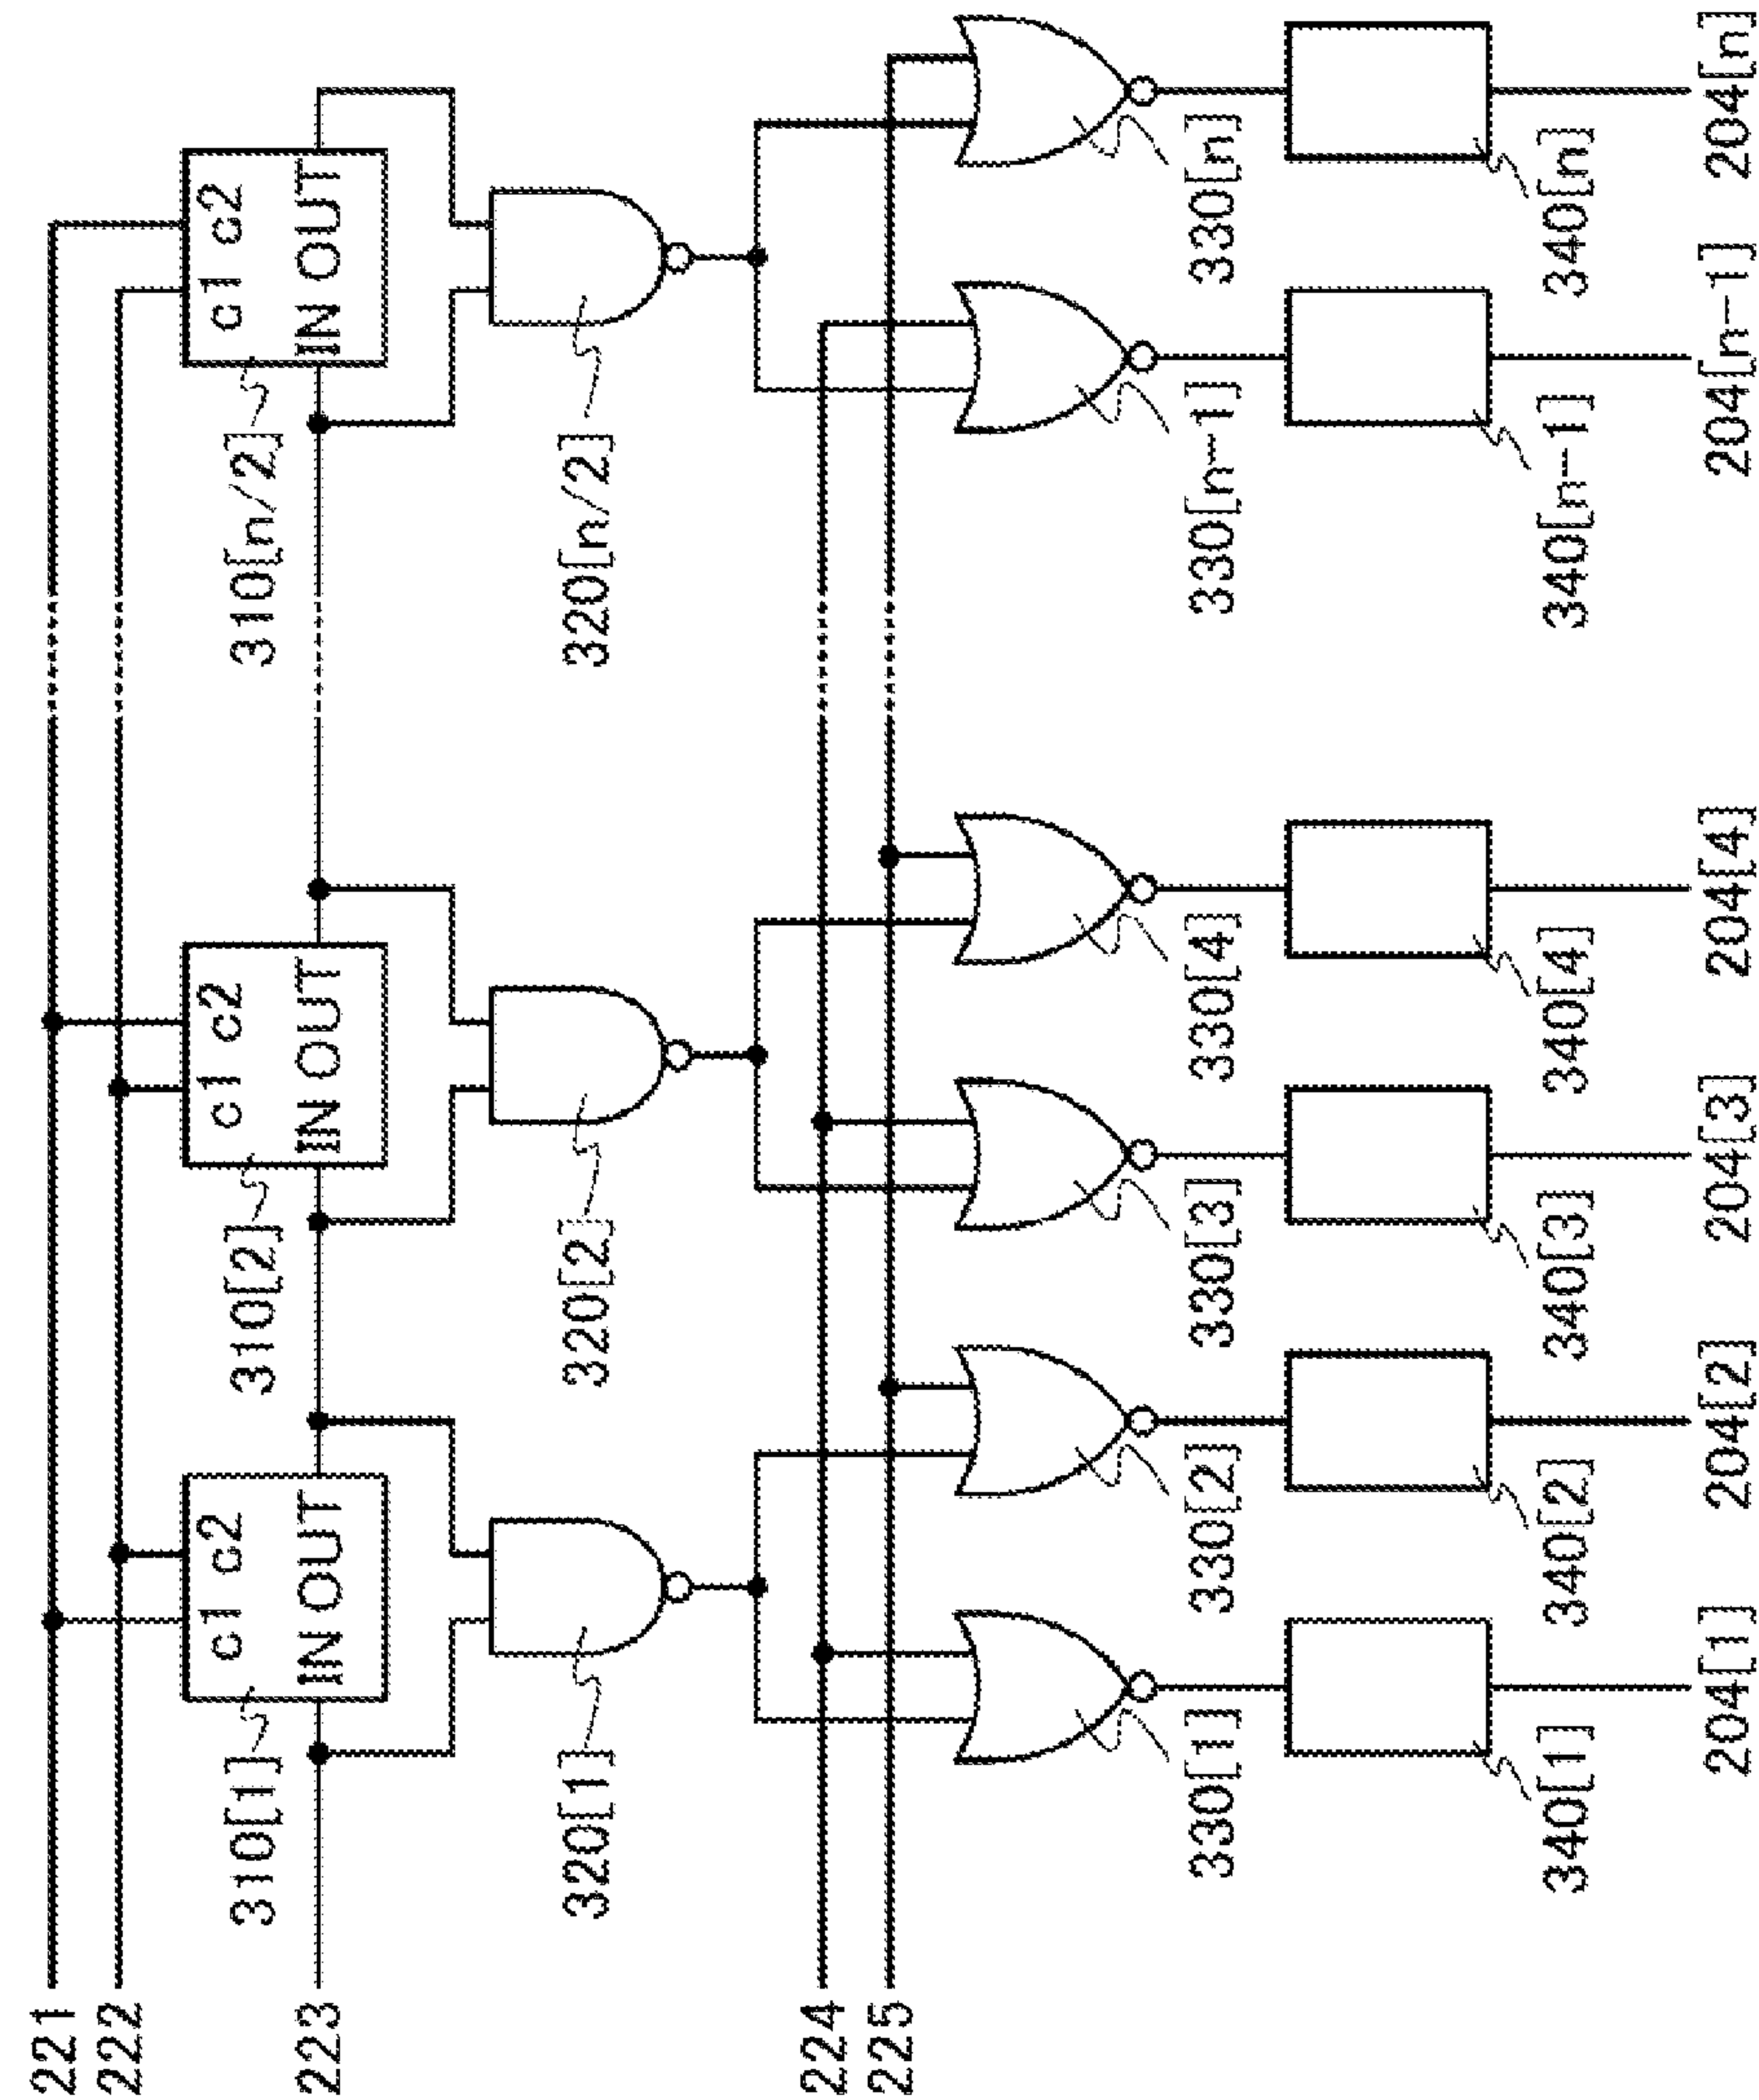 221
222
223
224
225
310[1]
c1 c2
IN OUT
310[2]
c1 c2
IN OUT
310[n/2]
c1 c2
IN OUT
320[1]
320[2]
320[n/2]
330[1]
330[2]
330[3]
330[4]
330[n-1]
330[n]
340[1]
340[2]
340[3]
340[4]
340[n-1]
340[n]
204[1]
204[2]
204[3]
204[4]
204[n-1]
204[n]